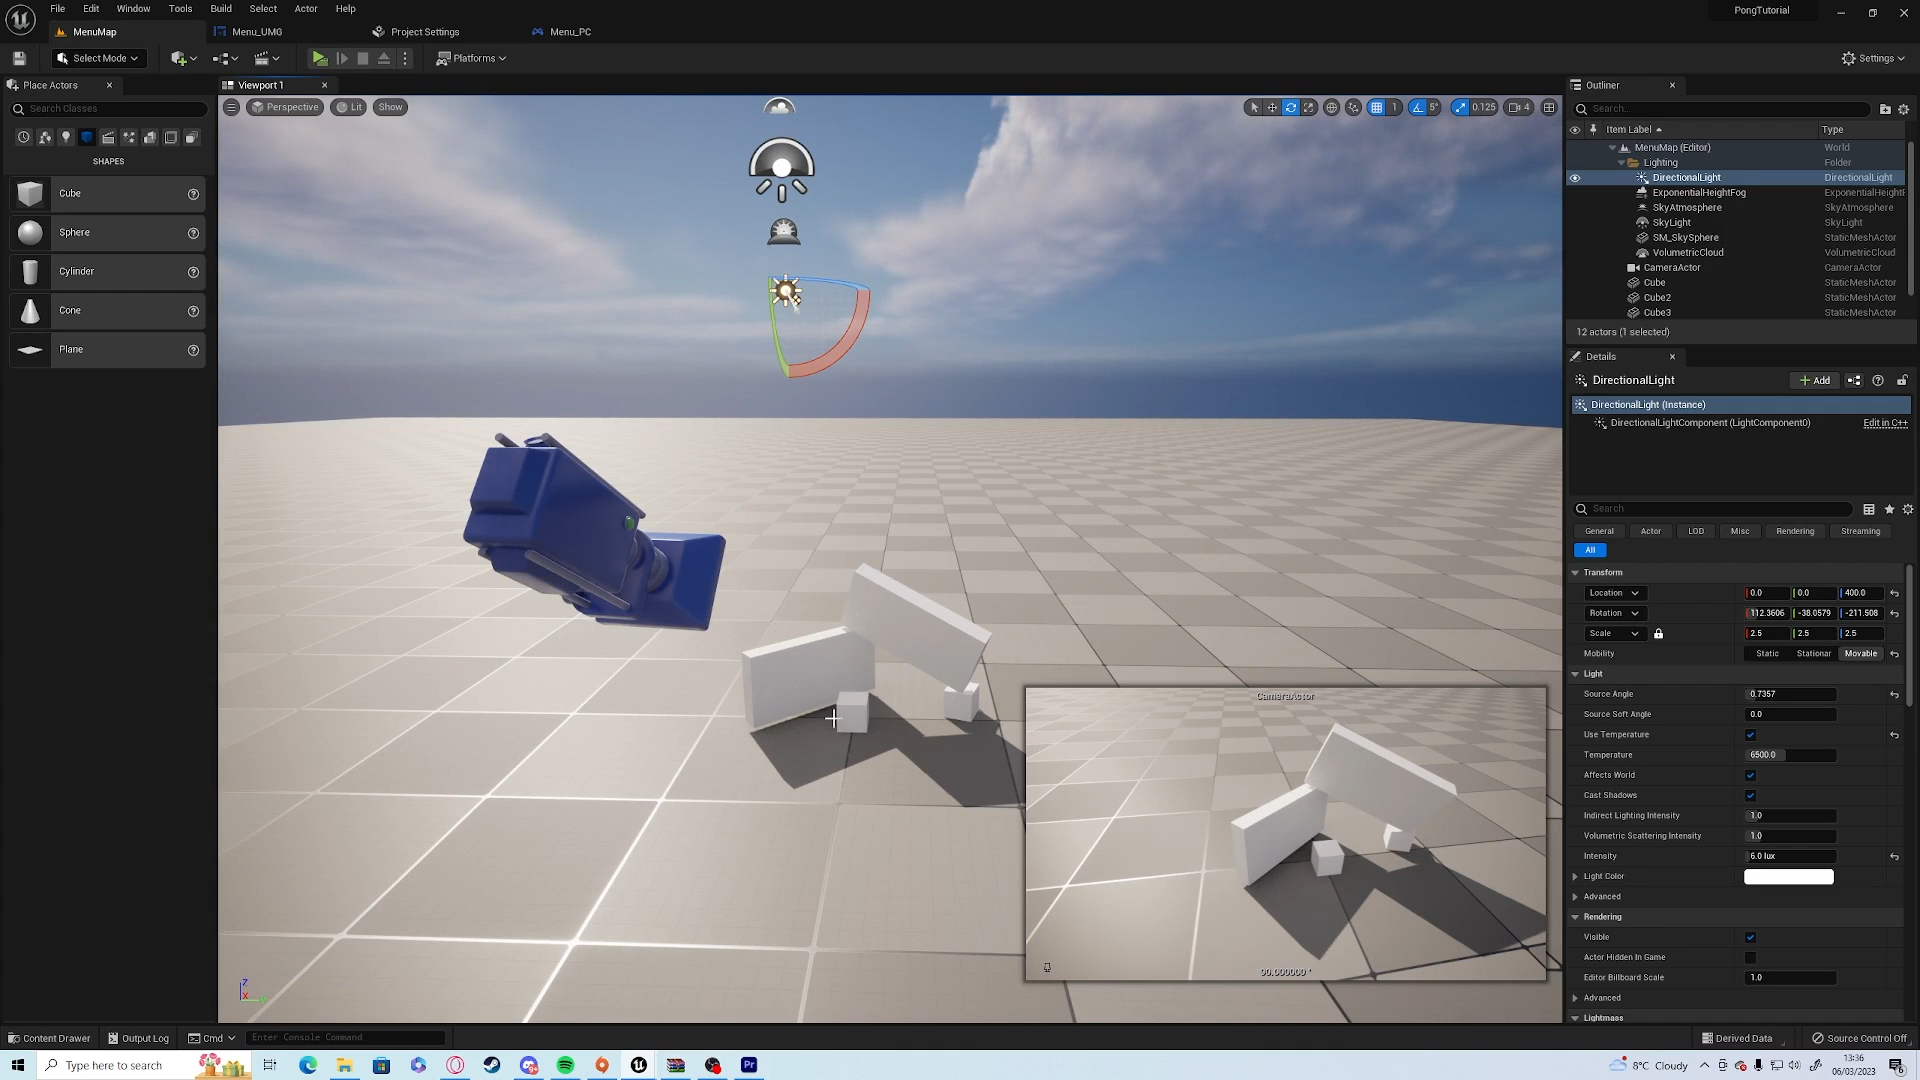 File Edit Window Tools Build Select Actor Help
PongTutorial
MenuMap Menu_UMG Project Settings Menu_PC
Select Mode Platforms Settings
Place Actors Viewport 1 Outliner
Search Classes
Perspective Lit Show 1 5° 0.125 4
Search...
SHAPES
Cube
Sphere
Cylinder
Cone
Plane
Item Label Type
MenuMap (Editor) World
Lighting Folder
DirectionalLight DirectionalLight
ExponentialHeightFog ExponentialHeightF
SkyAtmosphere SkyAtmosphere
SkyLight SkyLight
SM_SkySphere StaticMeshActor
VolumetricCloud VolumetricCloud
CameraActor CameraActor
Cube StaticMeshActor
Cube2 StaticMeshActor
Cube3 StaticMeshActor
12 actors (1 selected)
Details
DirectionalLight Add
DirectionalLight (Instance)
DirectionalLightComponent (LightComponent0) Edit in C++
Search
General Actor LOD Misc Rendering Streaming
All
Transform
Location 0.0 0.0 400.0
Rotation 112.3606 -38.0579 -211.508
Scale 2.5 2.5 2.5
Mobility Static Stationar Movable
Light
Source Angle 0.7357
Source Soft Angle 0.0
Use Temperature
Temperature 6500.0
Affects World
Cast Shadows
Indirect Lighting Intensity 1.0
Volumetric Scattering Intensity 1.0
Intensity 6.0 lux
Light Color
Advanced
Rendering
Visible
Actor Hidden In Game
Editor Billboard Scale 1.0
Advanced
Lightmass
CameraActor
90.000000 °
Z
X
Y
Content Drawer Output Log Cmd Enter Console Command Derived Data Source Control Off
Type here to search Pr 8°C Cloudy 13:36
06/03/2023
6